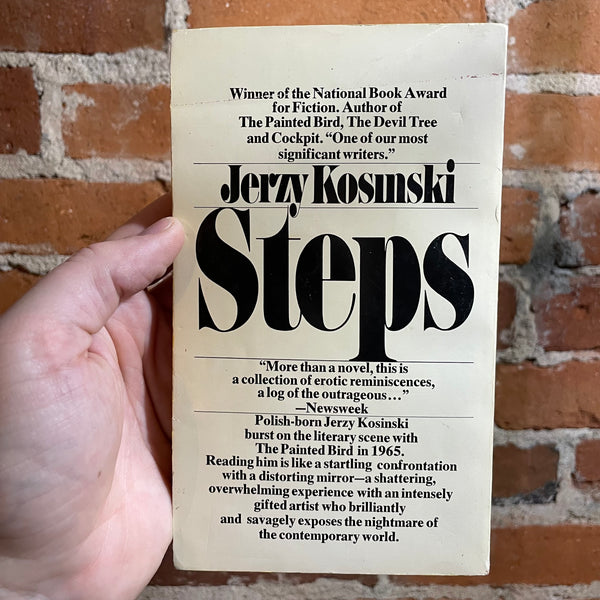 Winner of the National Book Award
for Fiction. Author of
The Painted Bird, The Devil Tree
and Cockpit. “One of our most
significant writers.”
Jerzy Kosinski
Steps
“More than a novel, this is
a collection of erotic reminiscences,
a log of the outrageous...”
—Newsweek
Polish-born Jerzy Kosinski
burst on the literary scene with
The Painted Bird in 1965.
Reading him is like a startling confrontation
with a distorting mirror—a shattering,
overwhelming experience with an intensely
gifted artist who brilliantly
and savagely exposes the nightmare of
the contemporary world.